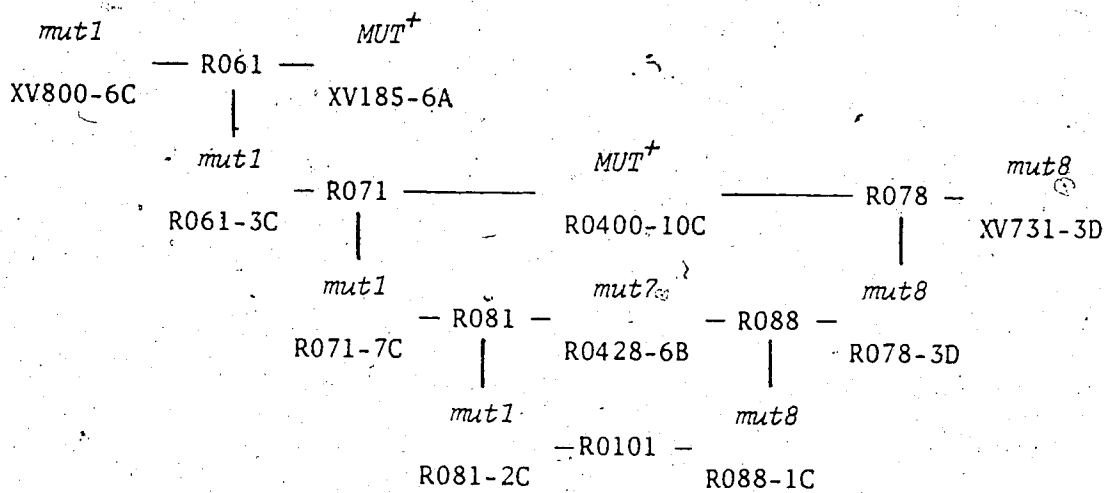 mut1 MUT+
— R061 —
XV800-6C XV185-6A
mut1 MUT+ mut8
— R071 — — R078 —
R061-3C R0400-10C XV731-3D
mut1 mut7 mut8
— R081 — — R088 —
R071-7C R0428-6B R078-3D
mut1 mut8
—R0101 —
R081-2C R088-1C